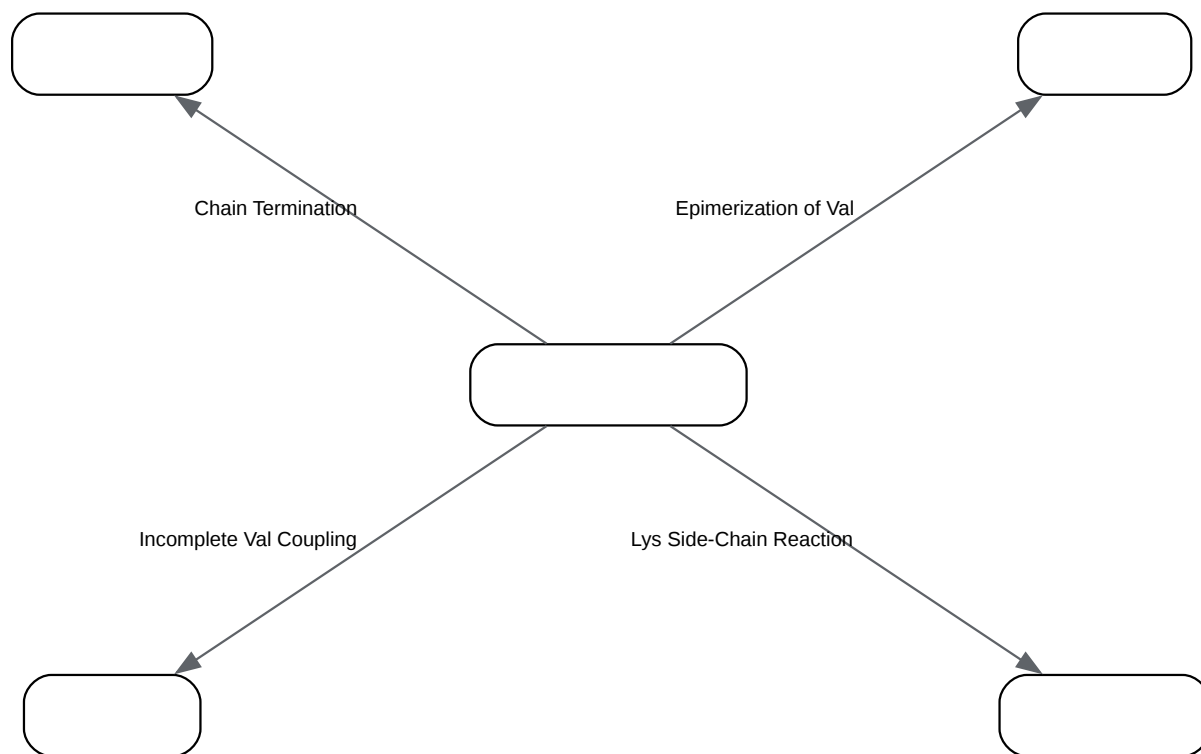 Chain Termination
Epimerization of Val
Incomplete Val Coupling
Lys Side-Chain Reaction